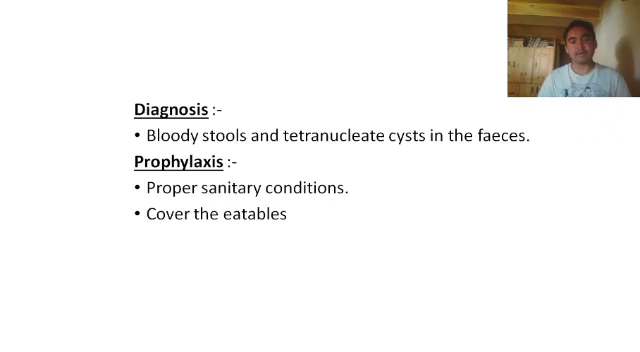 Diagnosis :-
• Bloody stools and tetranucleate cysts in the faeces.
Prophylaxis :-
• Proper sanitary conditions.
• Cover the eatables